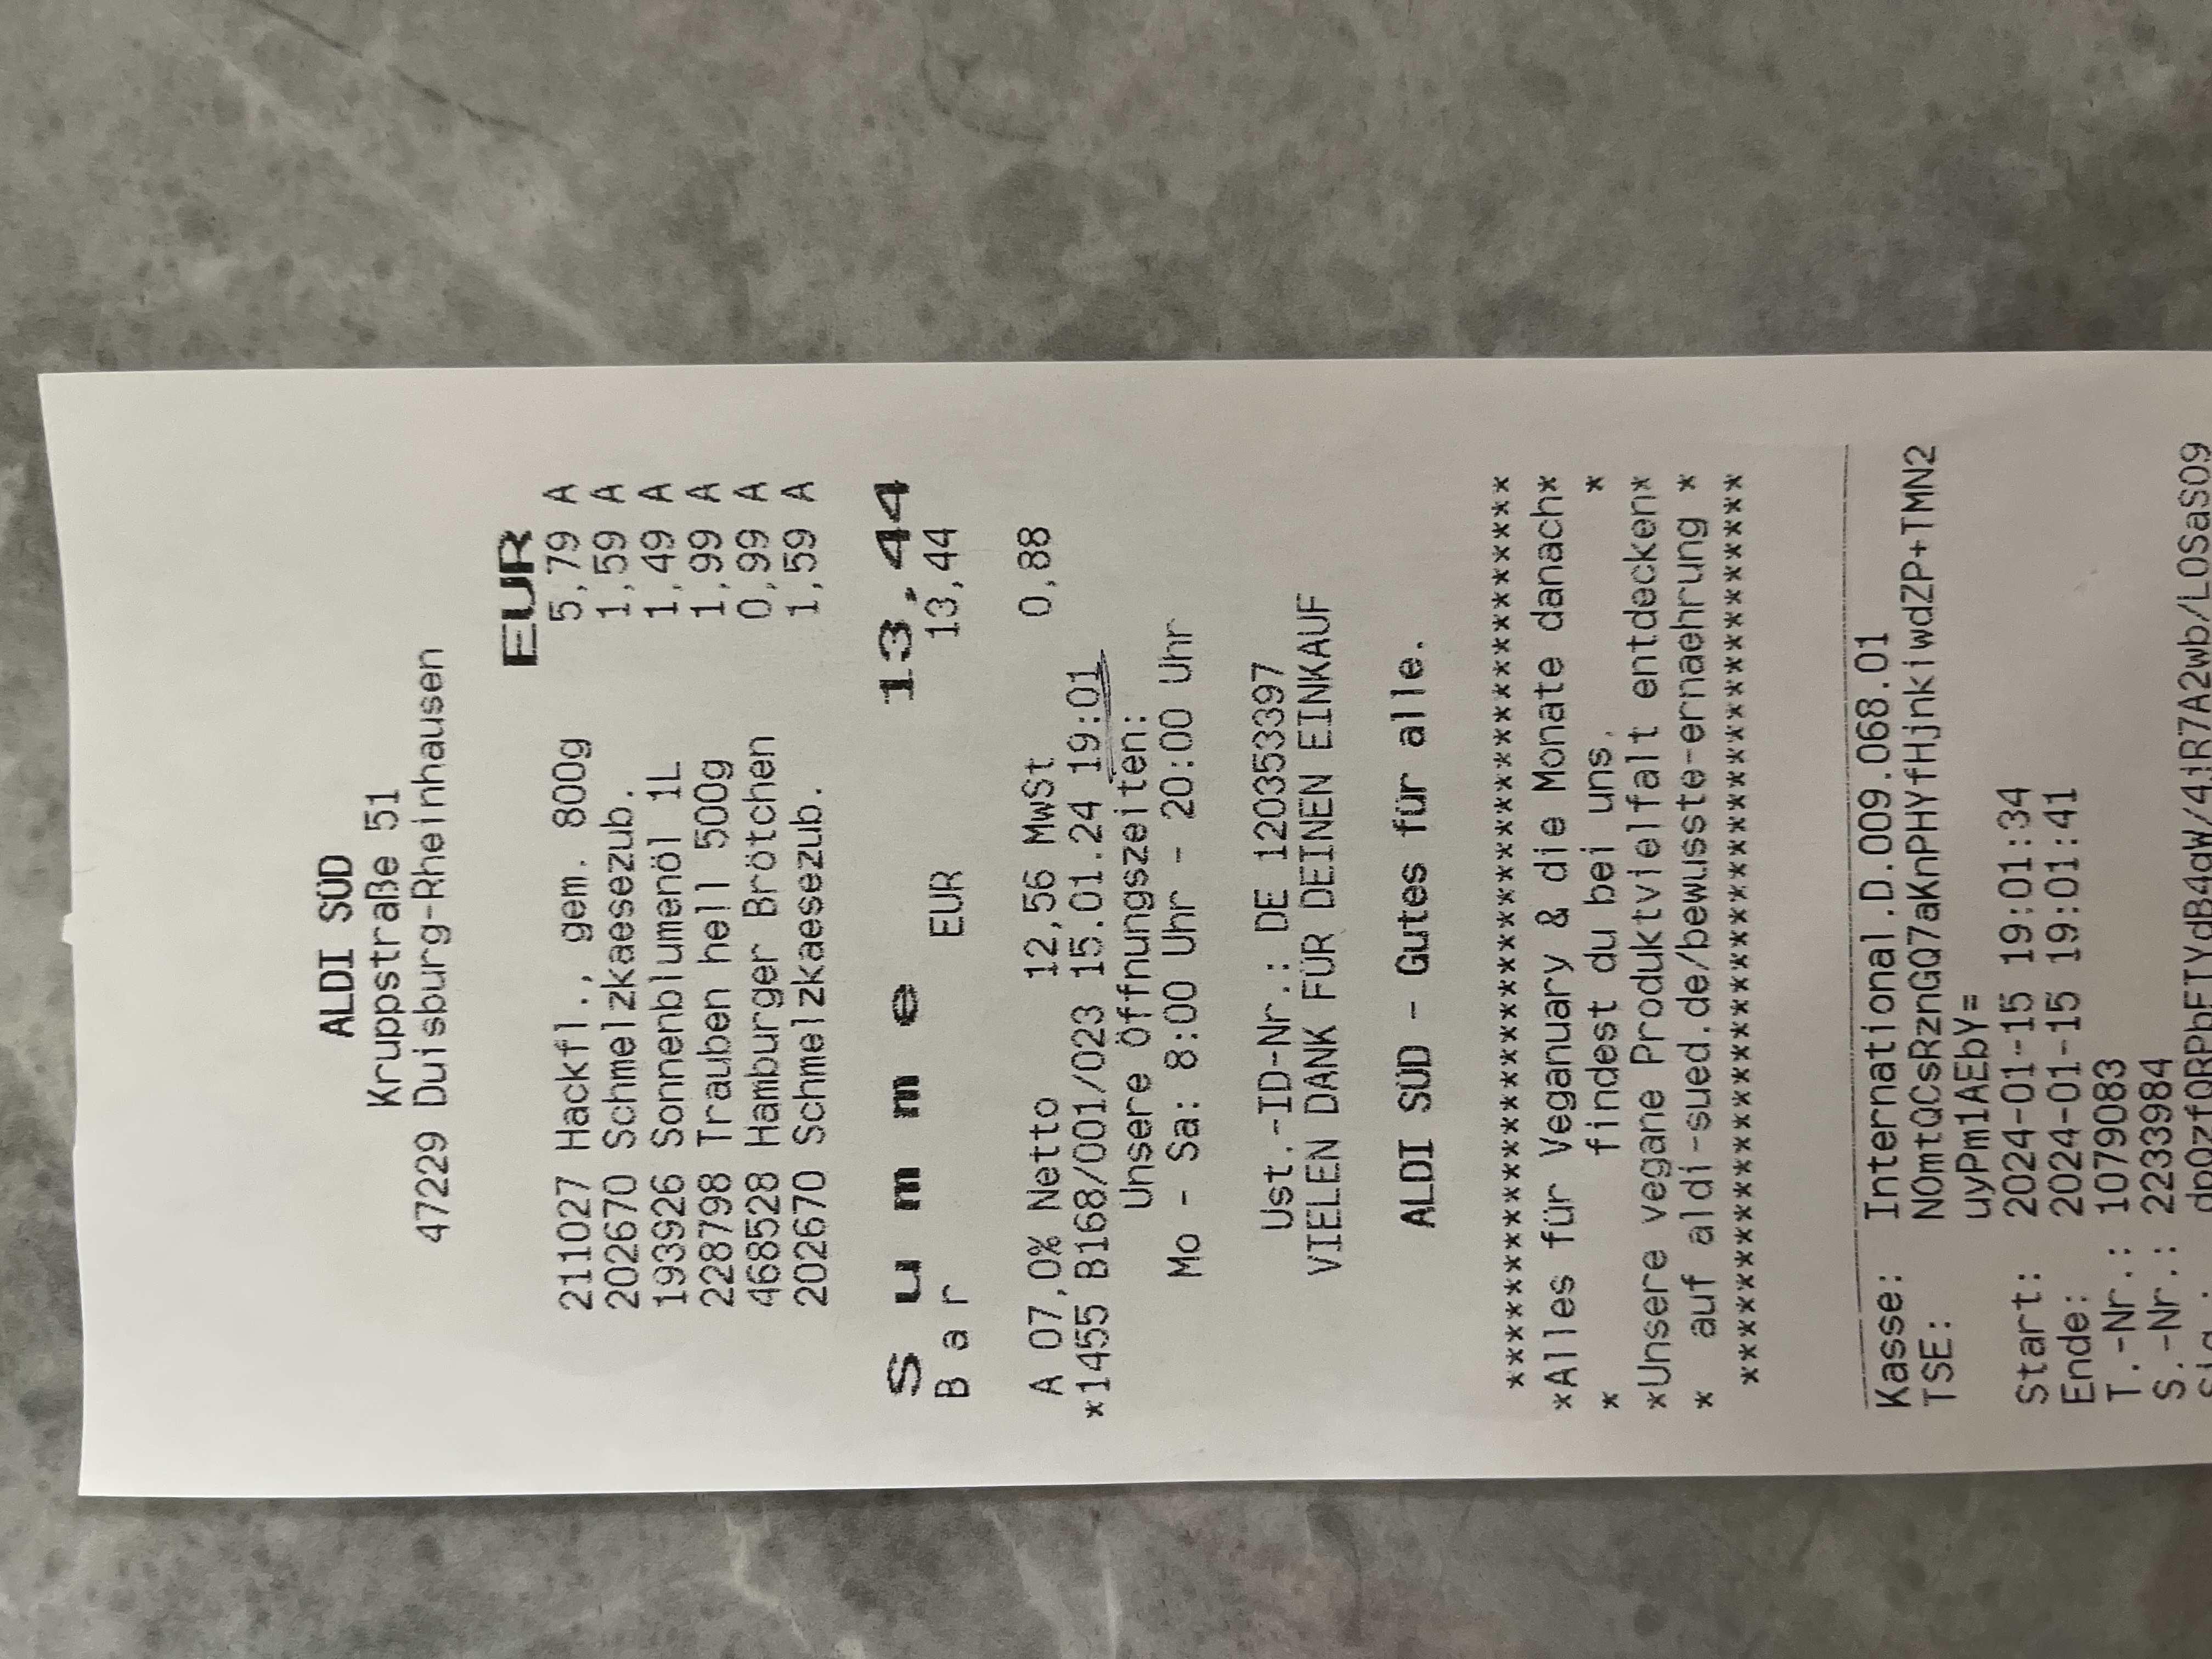 ALDI SÜD
Kruppstraße 51
47229 Duisburg-Rheinhausen
EUR
211027 Hackfl., gem. 800g 5,79 A
202670 Schmelzkaesezub. 1,59 A
193926 Sonnenblumenöl 1L 1,49 A
228798 Trauben hell 500g 1,99 A
468528 Hamburger Brötchen 0,99 A
202670 Schmelzkaesezub. 1,59 A
Summe 13,44
Bar EUR 13,44
A 07,0% Netto 12,56 MwSt 0,88
*1455 B168/001/023 15.01.24 19:01
Unsere Öffnungszeiten:
Mo - Sa: 8:00 Uhr - 20:00 Uhr
Ust.-ID-Nr.: DE 120353397
VIELEN DANK FÜR DEINEN EINKAUF
ALDI SÜD - Gutes für alle.
****************************************
*Alles für Veganuary & die Monate danach*
* findest du bei uns. *
*Unsere vegane Produktvielfalt entdecken*
* auf aldi-sued.de/bewusste-ernaehrung *
****************************************
Kasse: International.D.009.068.01
TSE: NOmtQCsRznGQ7aKnPHYfHjnkiwdZP+TMN2
uyPm1AEbY=
Start: 2024-01-15 19:01:34
Ende: 2024-01-15 19:01:41
T.-Nr.: 1079083
S.-Nr.: 2233984